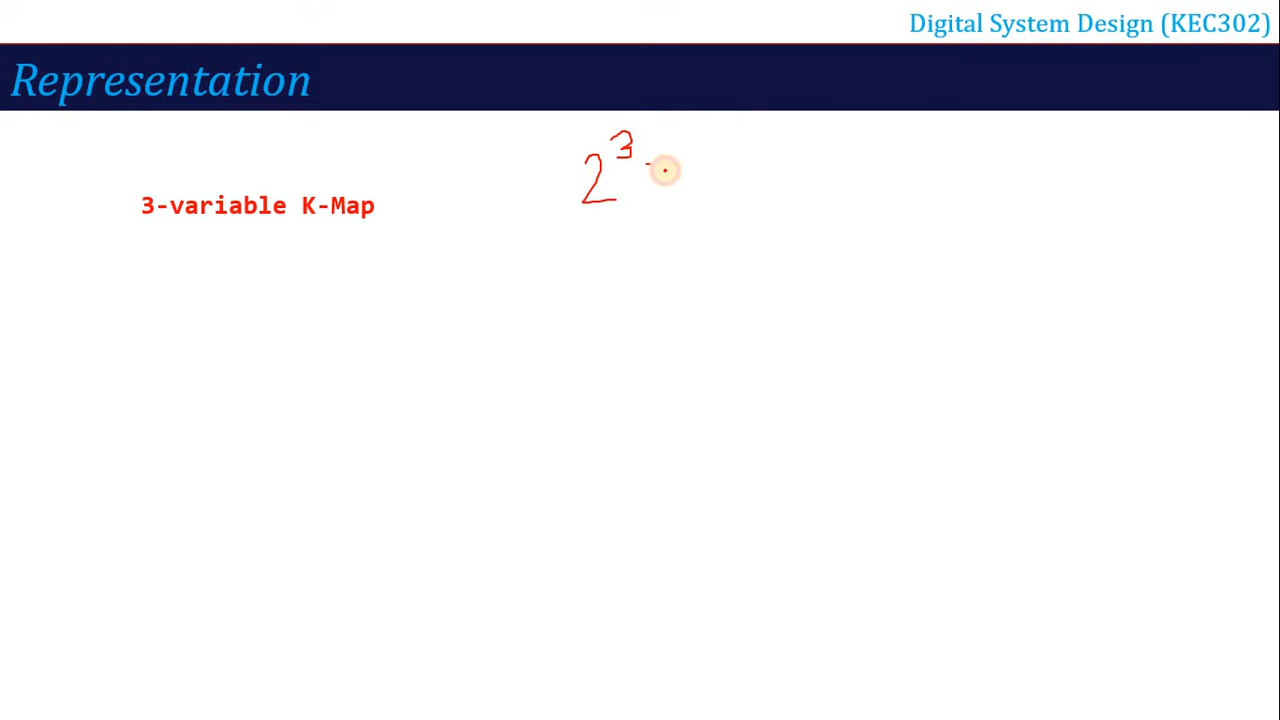 Digital System Design (KEC302)
Representation
2³
3-variable K-Map